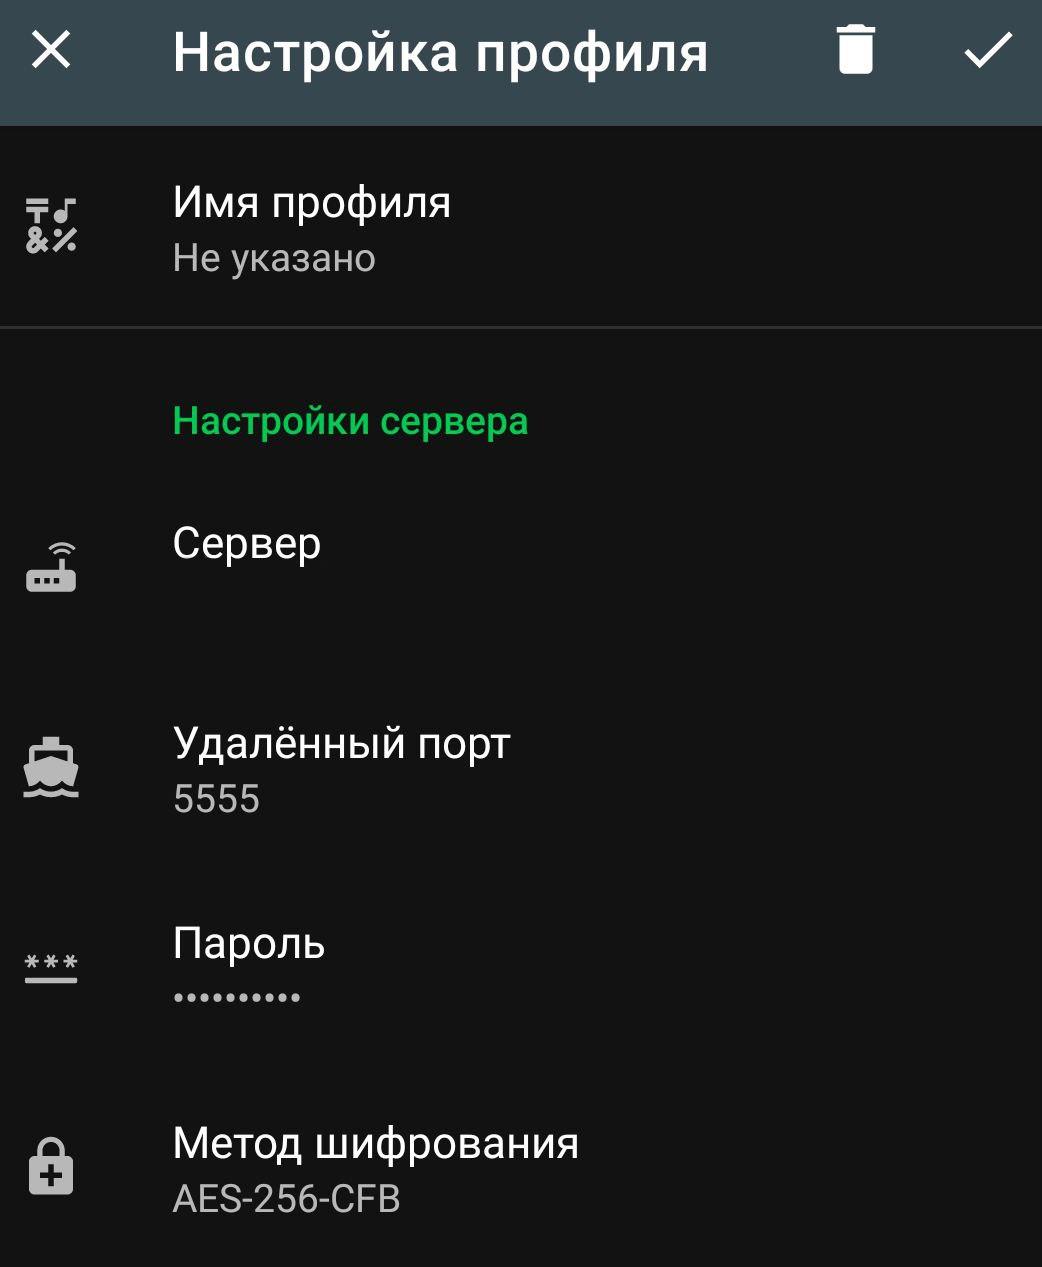 Настройка профиля
Имя профиля
Не указано
Настройки сервера
Сервер
Удалённый порт
5555
Пароль
••••••••••
Метод шифрования
AES-256-CFB